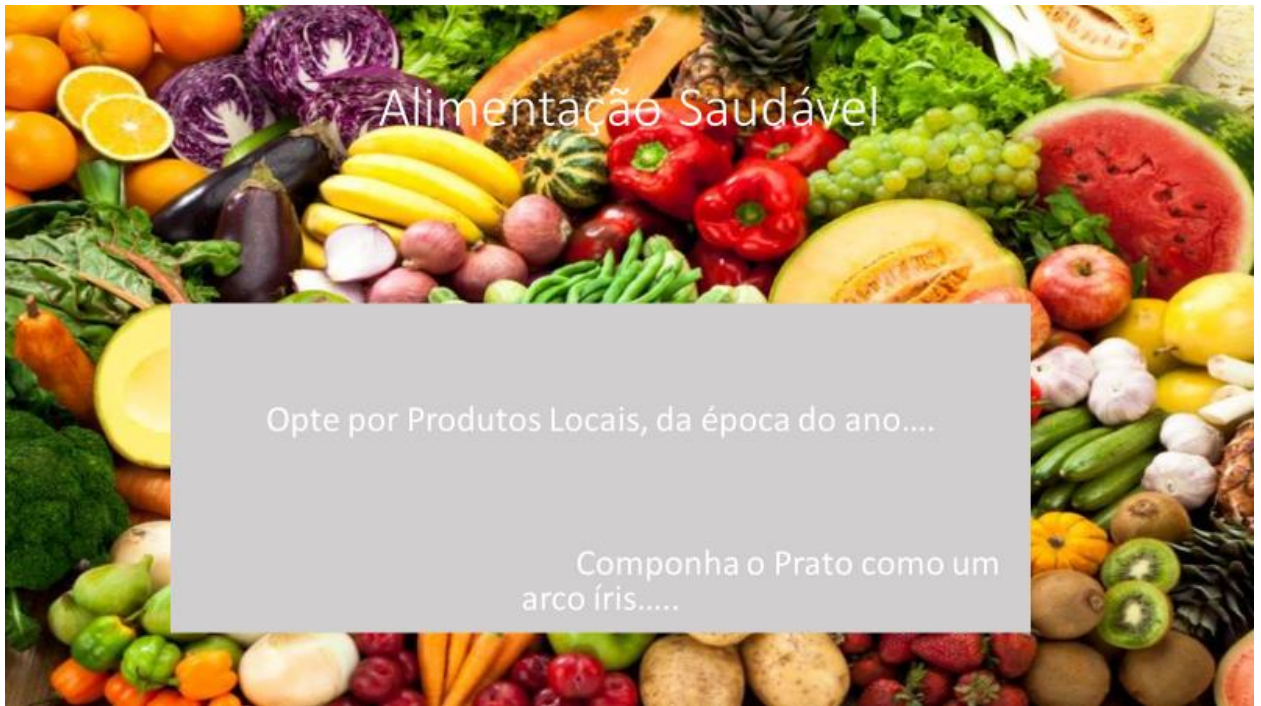 Alimentação Saudável
Opte por Produtos Locais, da época do ano....
Componha o Prato como um
arco íris.....